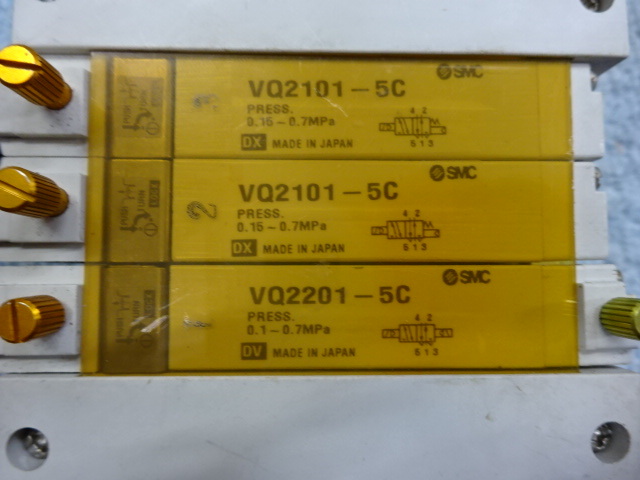 SMC
VQ2101-5C
PRESS.
0.15~0.7MPa
4 2
5 1 3
DX MADE IN JAPAN
SMC
VQ2101-5C
2
PRESS.
0.15~0.7MPa
4 2
5 1 3
DX MADE IN JAPAN
SMC
VQ2201-5C
PRESS.
0.1~0.7MPa
4 2
5 1 3
DV MADE IN JAPAN